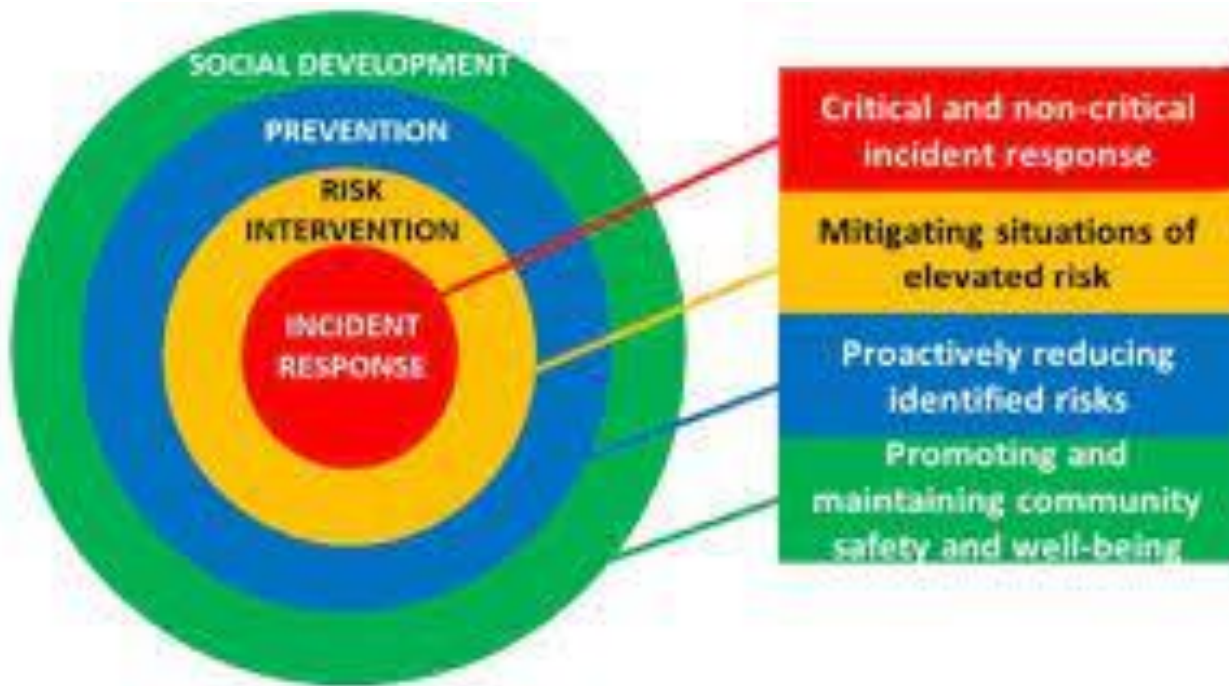 SOCIAL DEVELOPMENT
PREVENTION
RISK
INTERVENTION
INCIDENT
RESPONSE
Critical and non-critical
incident response
Mitigating situations of
elevated risk
Proactively reducing
identified risks
Promoting and
maintaining community
safety and well-being